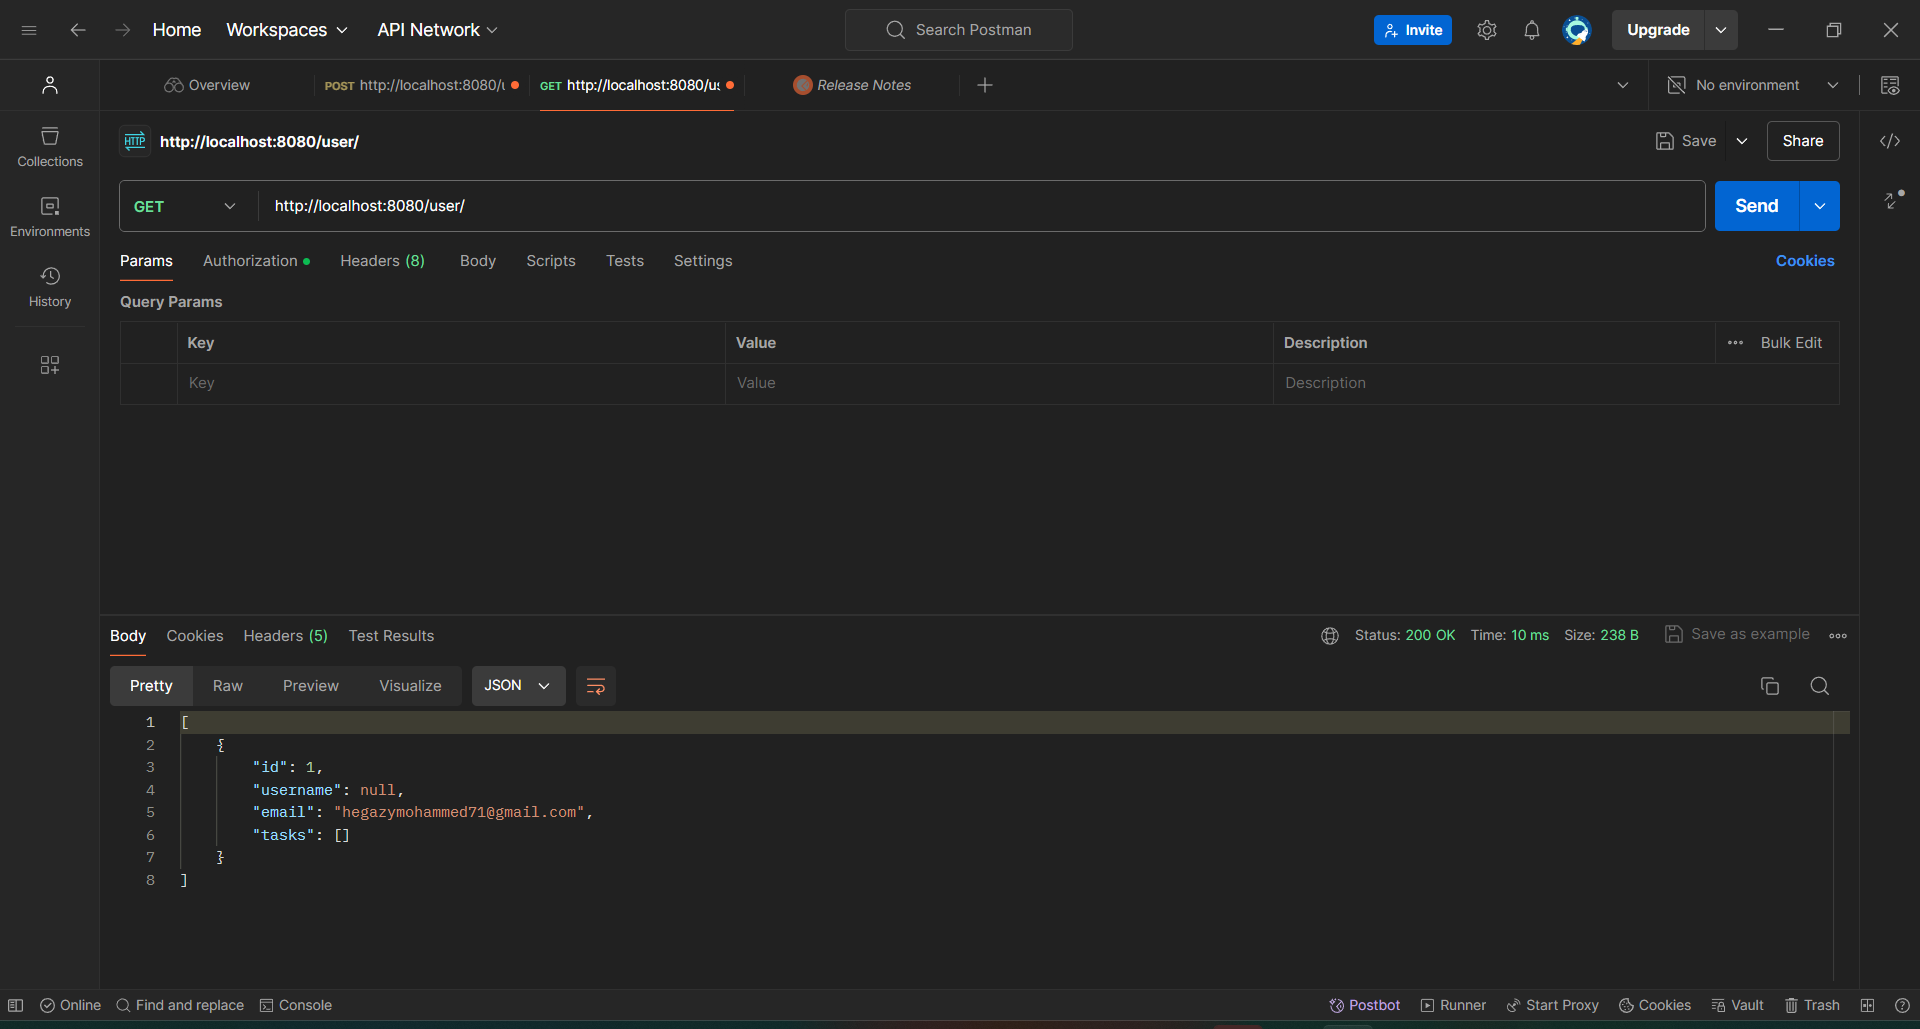 Home Workspaces API Network Search Postman Invite Upgrade
Overview POST http://localhost:8080/u GET http://localhost:8080/us Release Notes No environment
HTTP http://localhost:8080/user/ Save Share
Collections
Environments
History
GET http://localhost:8080/user/ Send
Params Authorization Headers (8) Body Scripts Tests Settings Cookies
Query Params
Key Value Description Bulk Edit
Key Value Description
Body Cookies Headers (5) Test Results Status: 200 OK Time: 10 ms Size: 238 B Save as example
Pretty Raw Preview Visualize JSON
1 [
2 {
3 "id": 1,
4 "username": null,
5 "email": "hegazymohammed71@gmail.com",
6 "tasks": []
7 }
8 ]
Online Find and replace Console Postbot Runner Start Proxy Cookies Vault Trash